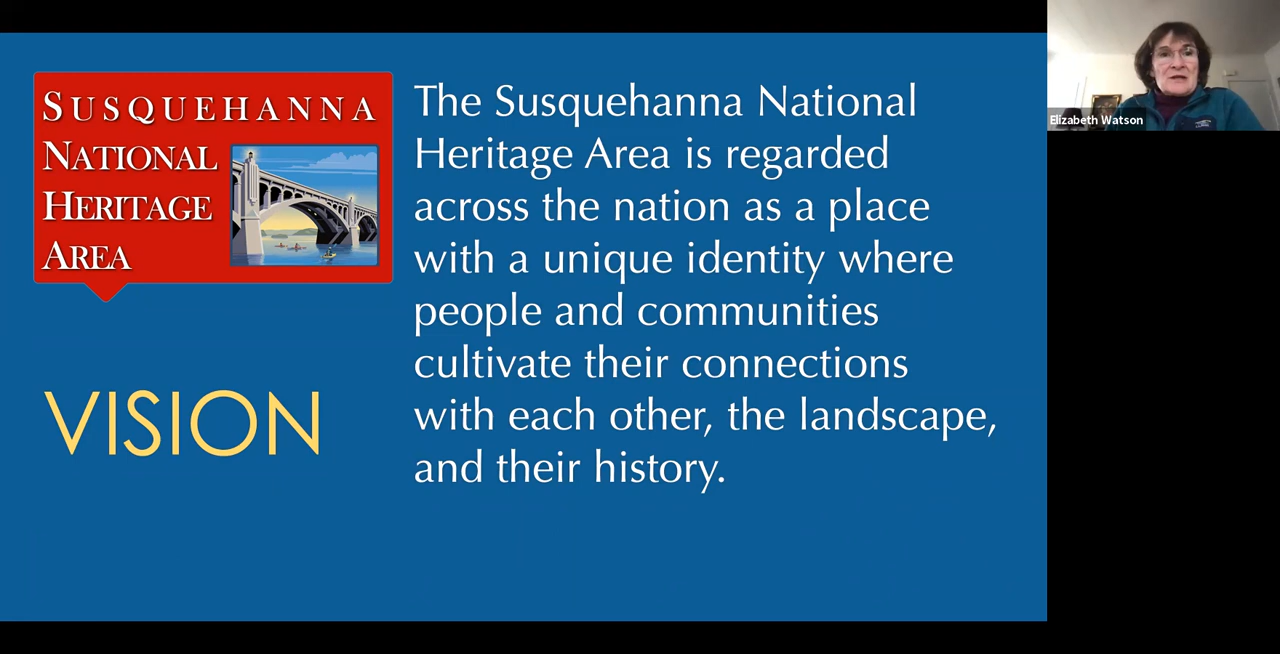 SUSQUEHANNA
NATIONAL
HERITAGE
AREA
VISION
The Susquehanna National
Heritage Area is regarded
across the nation as a place
with a unique identity where
people and communities
cultivate their connections
with each other, the landscape,
and their history.
Elizabeth Watson